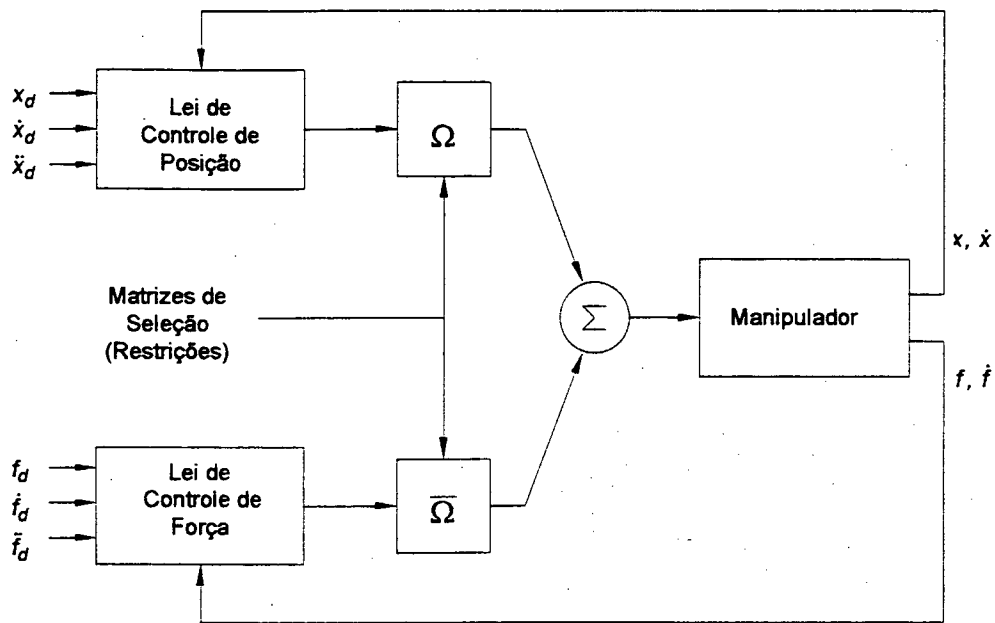 x_d
ẋ_d
ẍ_d
Lei de
Controle de
Posição
Ω
x, ẋ
Matrizes de
Seleção
(Restrições)
Σ
Manipulador
f, ḟ
f_d
ḟ_d
f̈_d
Lei de
Controle de
Força
Ω̅